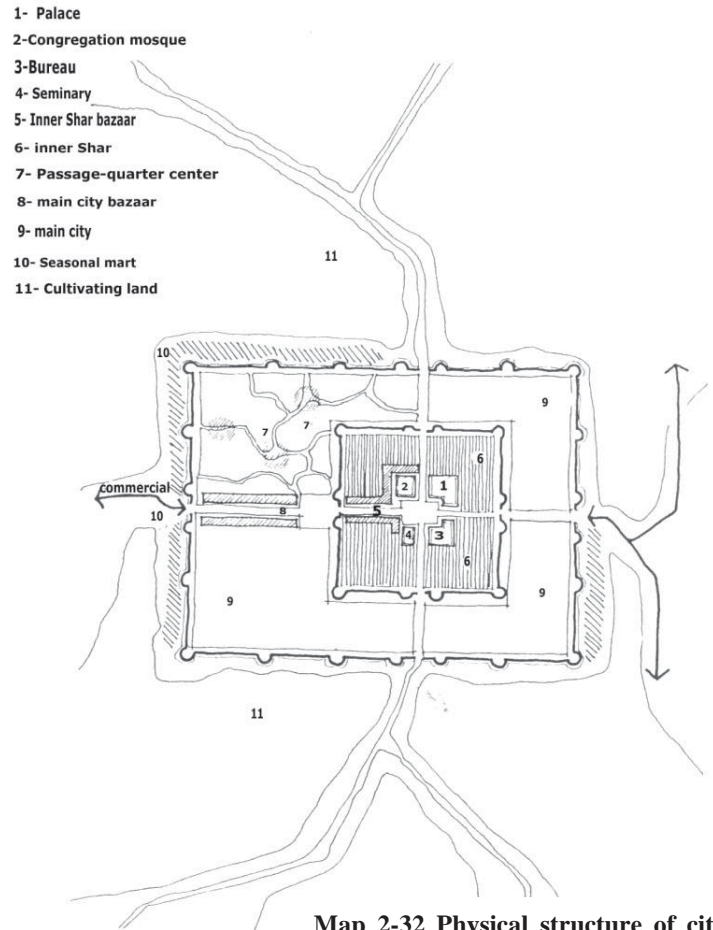 1- Palace
2-Congregation mosque
3-Bureau
4- Seminary
5- Inner Shar bazaar
6- inner Shar
7- Passage-quarter center
8- main city bazaar
9- main city
10- Seasonal mart
11- Cultivating land
11
10
9
7
7
6
2
1
commercial
10
8
5
4
3
6
9
9
11
Map 2-32 Physical structure of cit